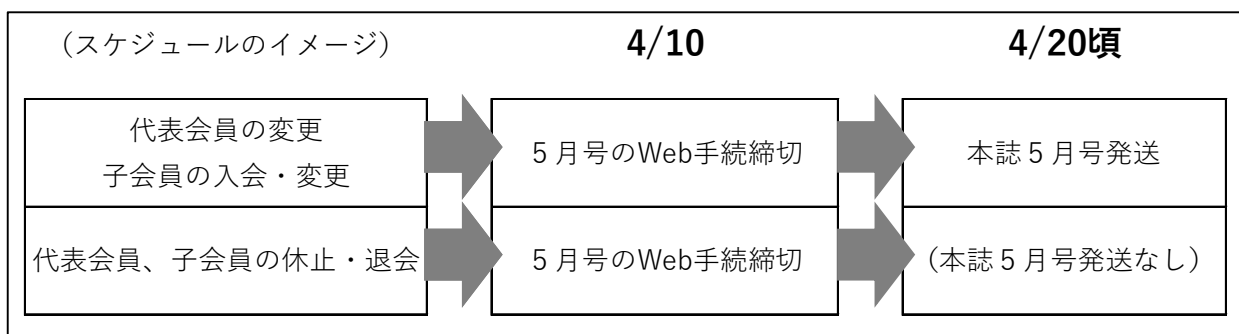 （スケジュールのイメージ）
4/10
4/20頃
代表会員の変更
子会員の入会・変更
５月号のWeb手続締切
本誌５月号発送
代表会員、子会員の休止・退会
５月号のWeb手続締切
（本誌５月号発送なし）